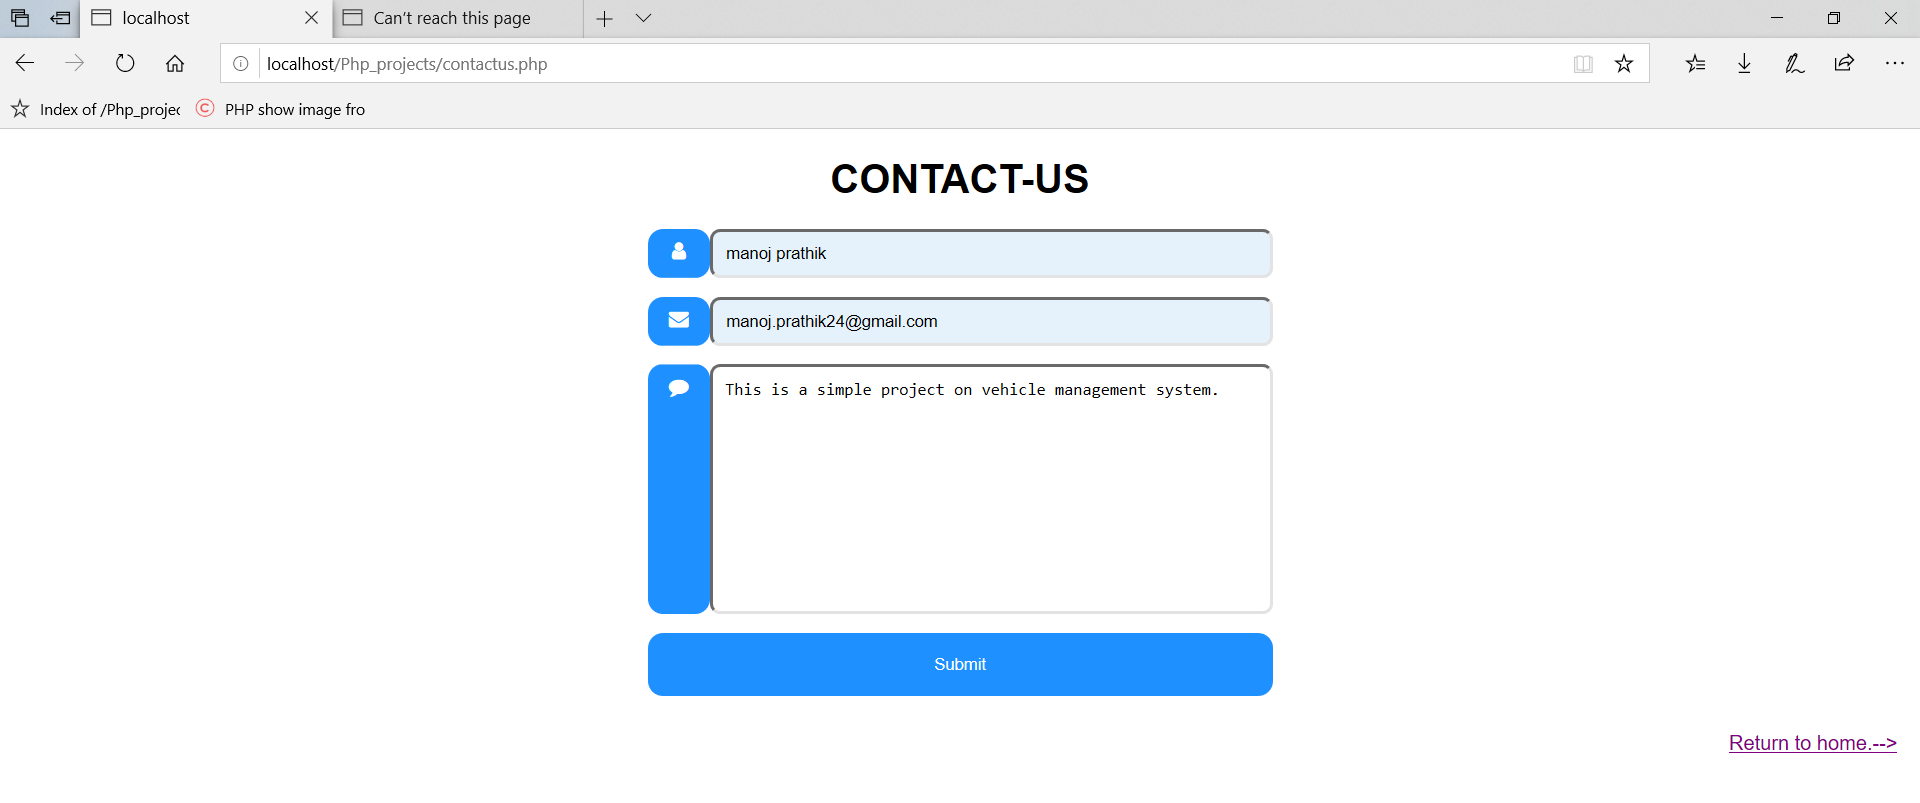 localhost
Can't reach this page
localhost/Php_projects/contactus.php
Index of /Php_projec
PHP show image fro
CONTACT-US
manoj prathik
manoj.prathik24@gmail.com
This is a simple project on vehicle management system.
Submit
Return to home.-->